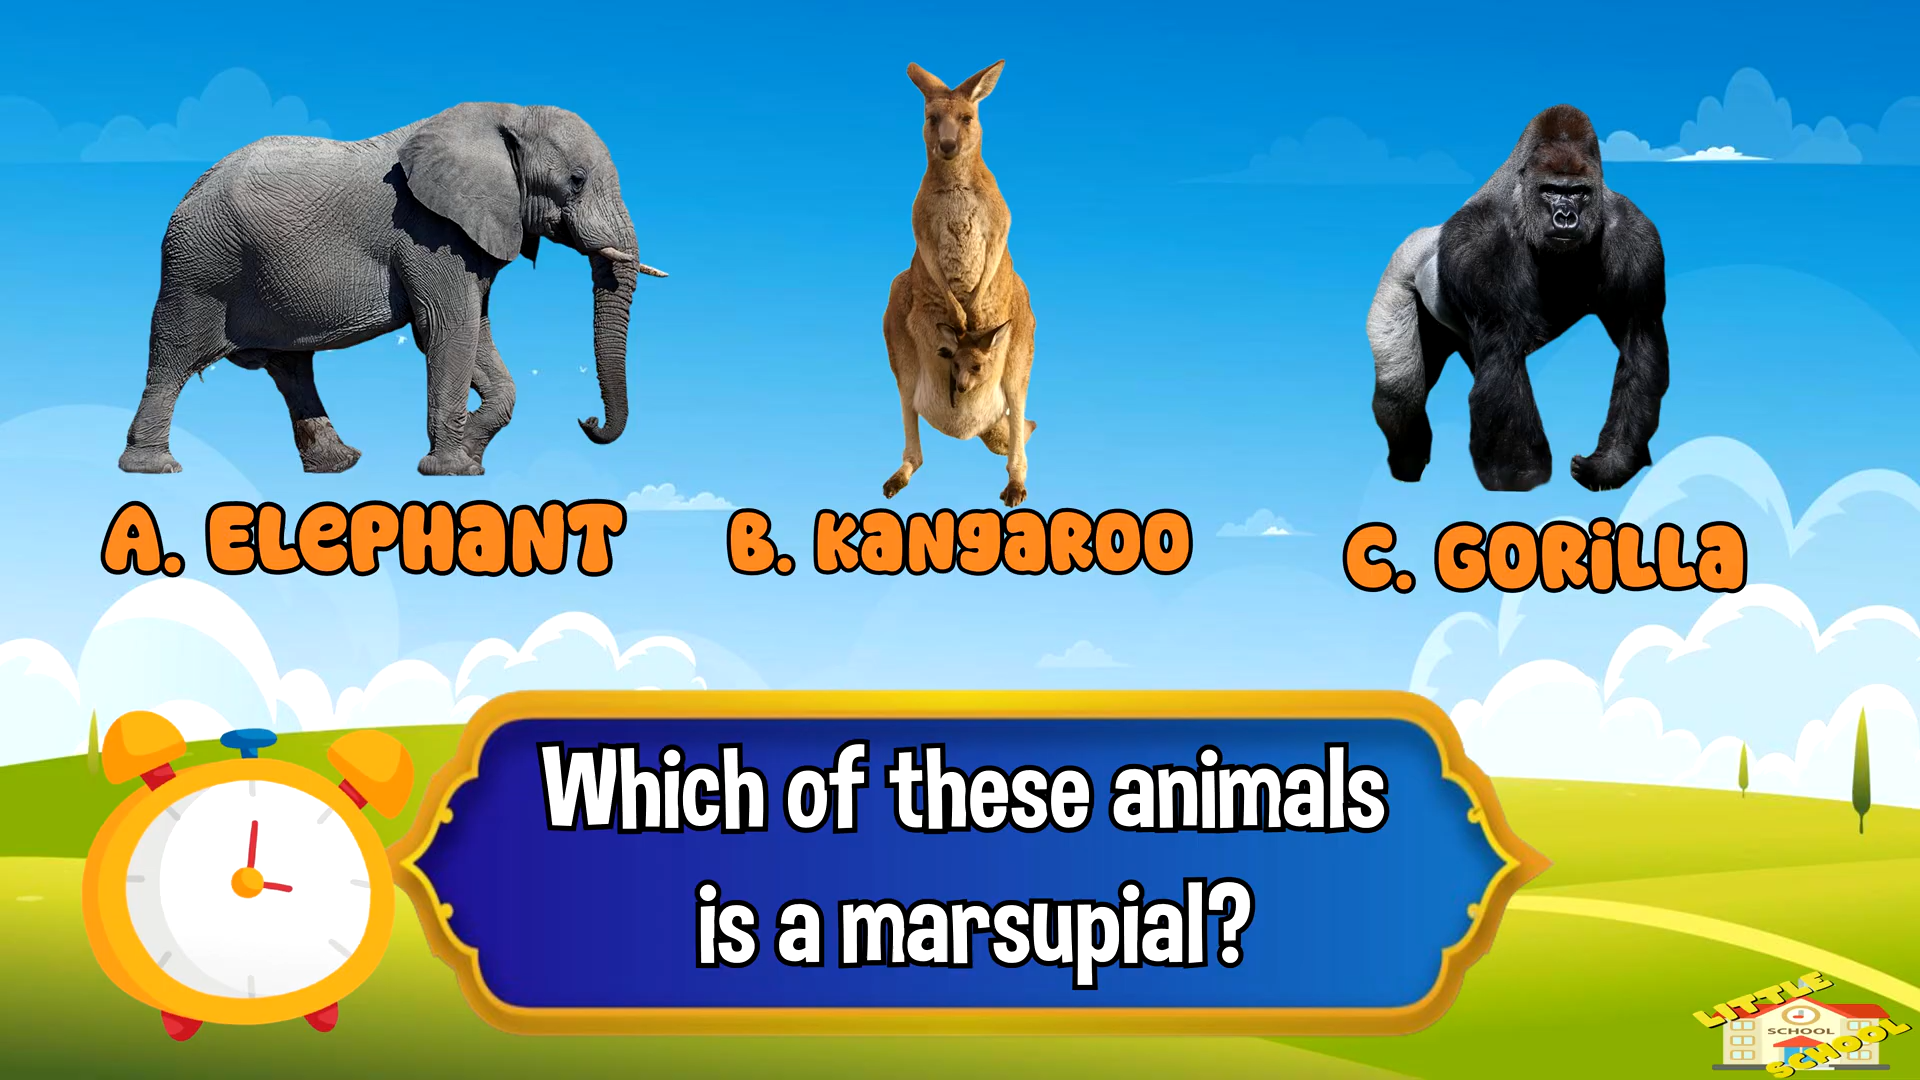 A. ELePHaNT
B. KaNgaROO
C. GORiLLa
Which of these animals
is a marsupial?
LITTLE
SCHOOL
SCHOOL